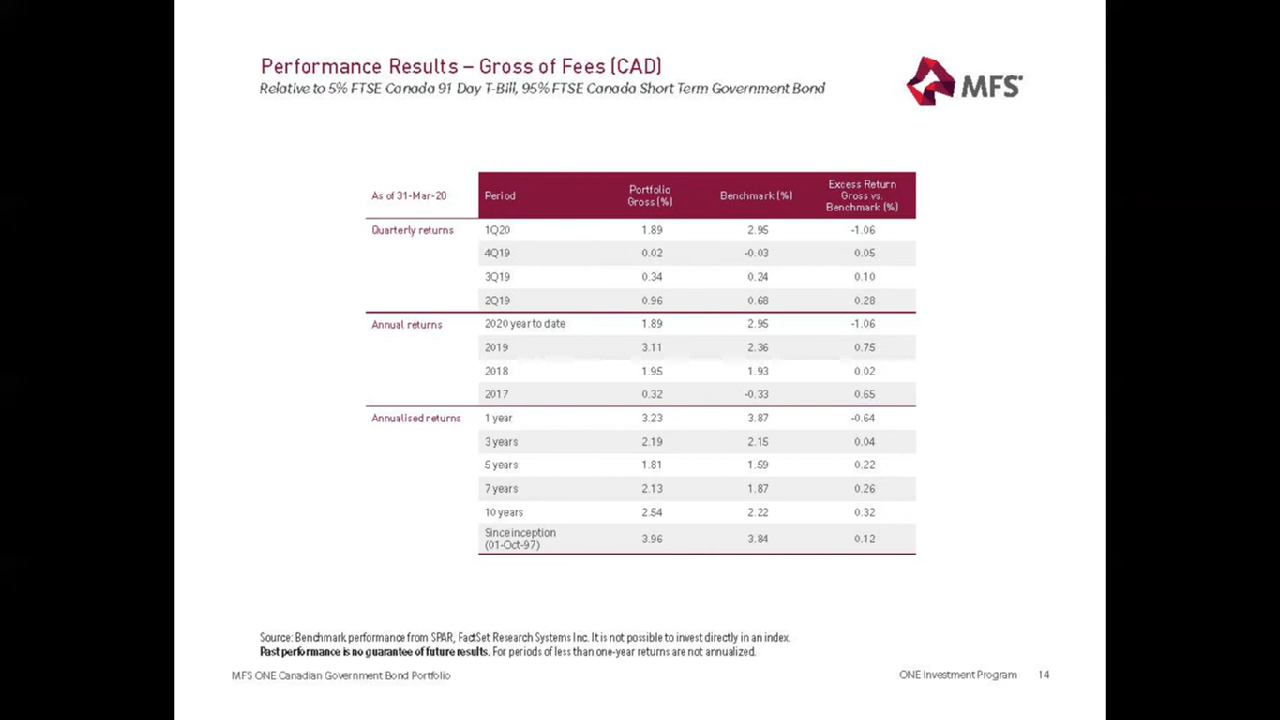 Performance Results – Gross of Fees (CAD)
Relative to 5% FTSE Canada 91 Day T-Bill, 95% FTSE Canada Short Term Government Bond
MFS®
As of 31-Mar-20 Period Portfolio Gross (%) Benchmark (%) Excess Return Gross vs. Benchmark (%)
Quarterly returns 1Q20 1.89 2.95 -1.06
4Q19 0.02 -0.03 0.05
3Q19 0.34 0.24 0.10
2Q19 0.96 0.68 0.28
Annual returns 2020 year to date 1.89 2.95 -1.06
2019 3.11 2.36 0.75
2018 1.95 1.93 0.02
2017 0.32 -0.33 0.65
Annualised returns 1 year 3.23 3.87 -0.64
3 years 2.19 2.15 0.04
5 years 1.81 1.59 0.22
7 years 2.13 1.87 0.26
10 years 2.54 2.22 0.32
Since inception (01-Oct-97) 3.96 3.84 0.12
Source: Benchmark performance from SPAR, FactSet Research Systems Inc. It is not possible to invest directly in an index.
Past performance is no guarantee of future results. For periods of less than one-year returns are not annualized.
MFS ONE Canadian Government Bond Portfolio
ONE Investment Program 14